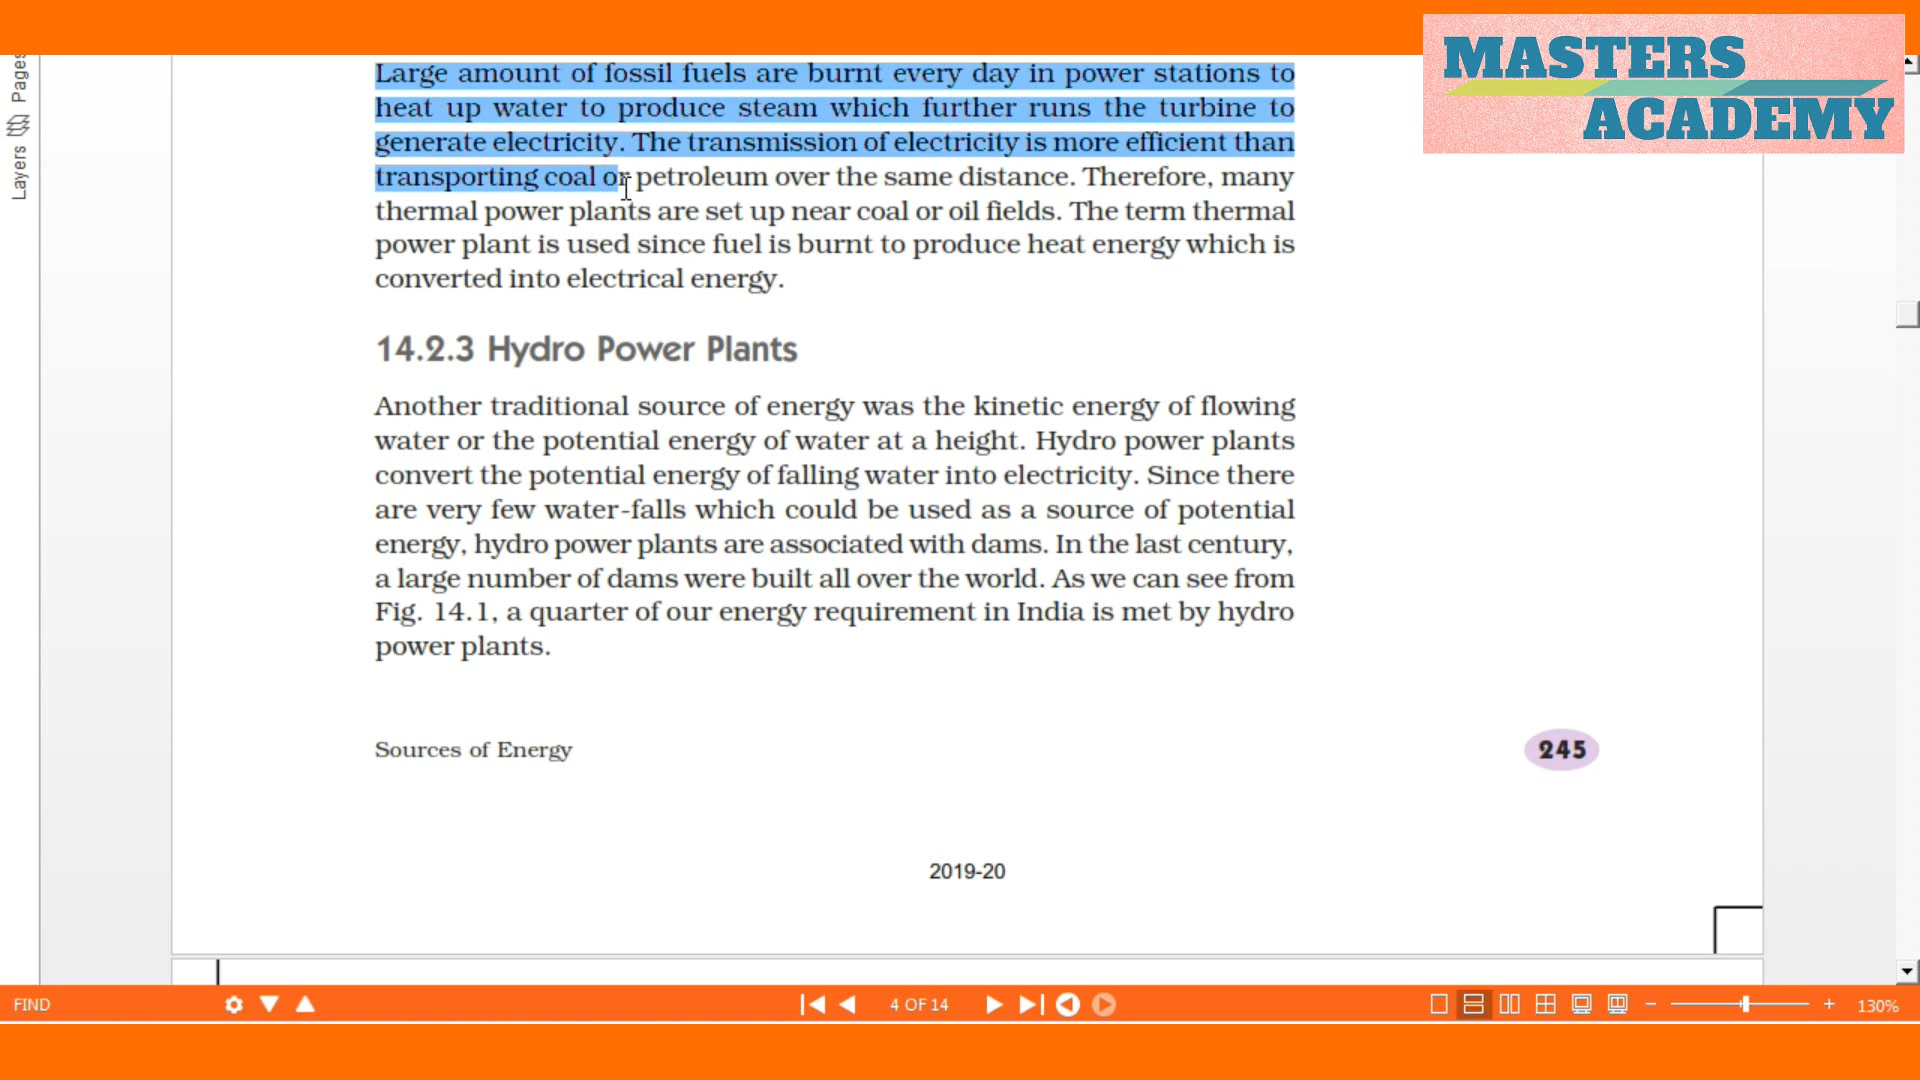 MASTERS
ACADEMY
Pages
Layers
Large amount of fossil fuels are burnt every day in power stations to
heat up water to produce steam which further runs the turbine to
generate electricity. The transmission of electricity is more efficient than
transporting coal or petroleum over the same distance. Therefore, many
thermal power plants are set up near coal or oil fields. The term thermal
power plant is used since fuel is burnt to produce heat energy which is
converted into electrical energy.
14.2.3 Hydro Power Plants
Another traditional source of energy was the kinetic energy of flowing
water or the potential energy of water at a height. Hydro power plants
convert the potential energy of falling water into electricity. Since there
are very few water-falls which could be used as a source of potential
energy, hydro power plants are associated with dams. In the last century,
a large number of dams were built all over the world. As we can see from
Fig. 14.1, a quarter of our energy requirement in India is met by hydro
power plants.
Sources of Energy
245
2019-20
FIND
4 OF 14
130%